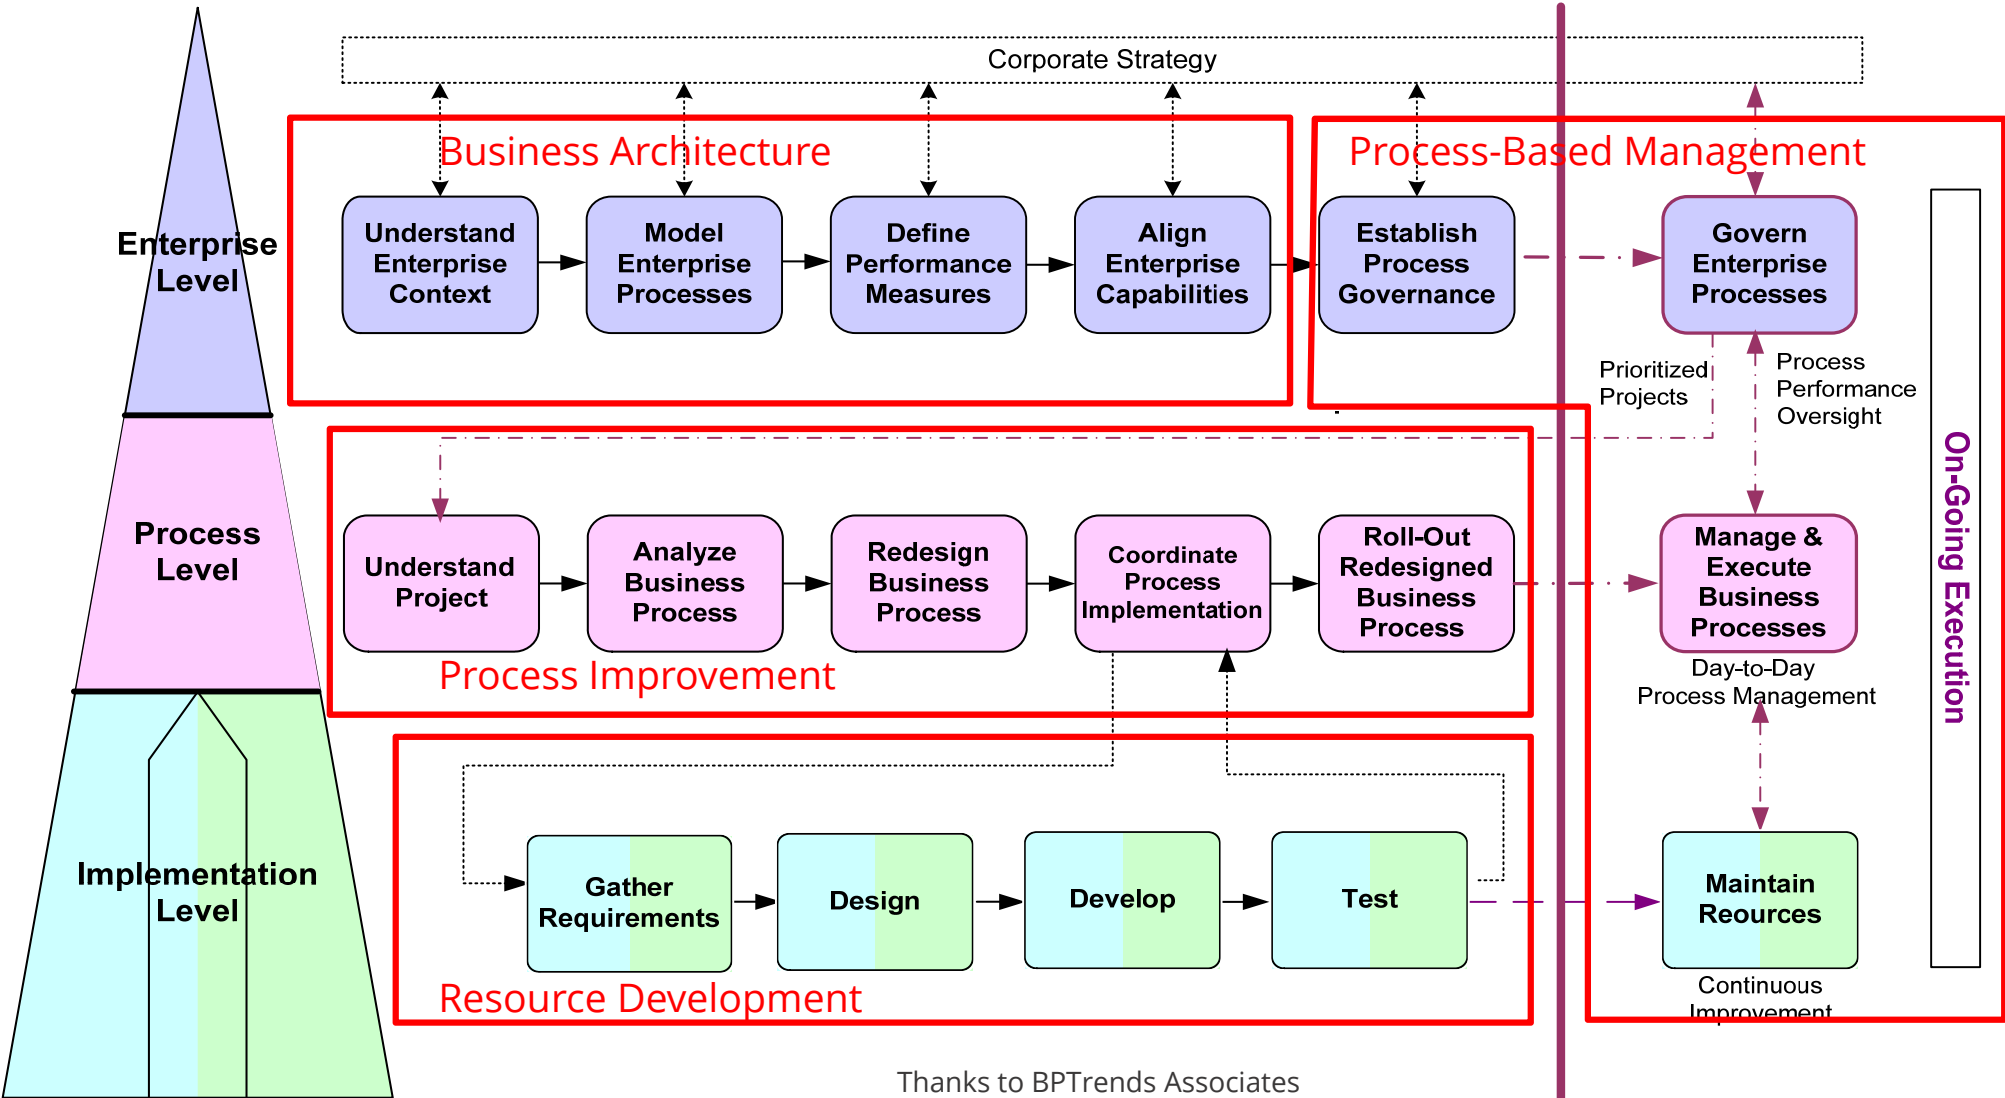 Corporate Strategy
Business Architecture
Process-Based Management
Enterprise
Level
Understand
Enterprise
Context
Model
Enterprise
Processes
Define
Performance
Measures
Align
Enterprise
Capabilities
Establish
Process
Governance
Govern
Enterprise
Processes
Prioritized
Projects
Process
Performance
Oversight
On-Going Execution
Process
Level
Understand
Project
Analyze
Business
Process
Redesign
Business
Process
Coordinate
Process
Implementation
Roll-Out
Redesigned
Business
Process
Manage &
Execute
Business
Processes
Day-to-Day
Process Management
Process Improvement
Implementation
Level
Gather
Requirements
Design
Develop
Test
Maintain
Reources
Continuous
Improvement
Resource Development
Thanks to BPTrends Associates